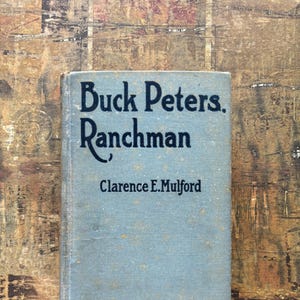 Buck Peters.
Ranchman
Clarence E. Mulford